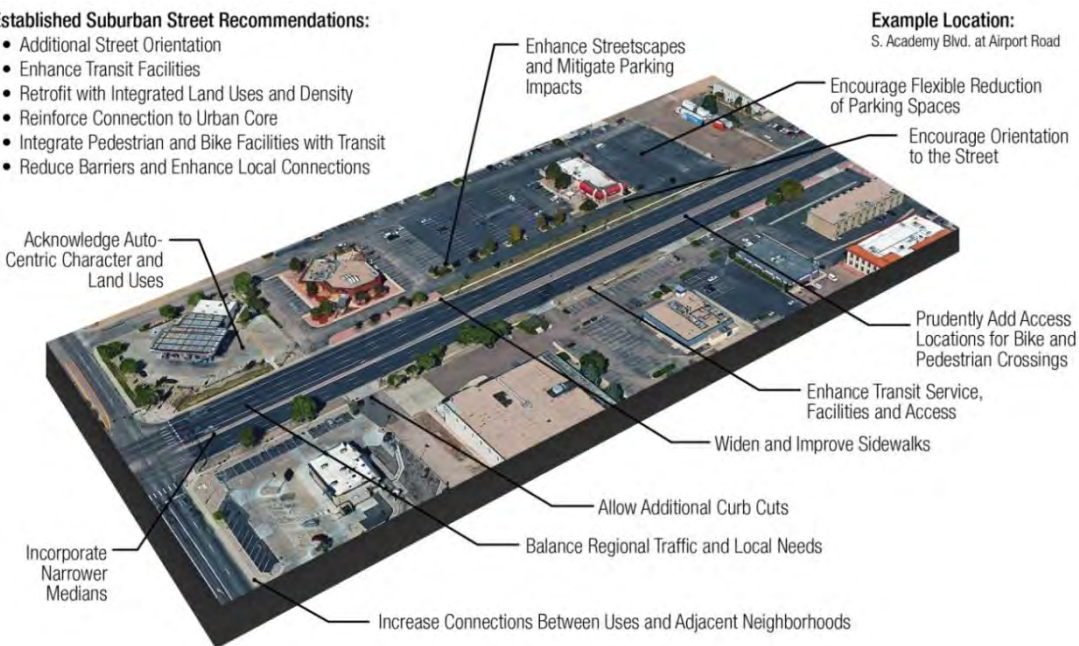 Established Suburban Street Recommendations:
• Additional Street Orientation
• Enhance Transit Facilities
• Retrofit with Integrated Land Uses and Density
• Reinforce Connection to Urban Core
• Integrate Pedestrian and Bike Facilities with Transit
• Reduce Barriers and Enhance Local Connections
Example Location:
S. Academy Blvd. at Airport Road
Enhance Streetscapes
and Mitigate Parking
Impacts
Encourage Flexible Reduction
of Parking Spaces
Encourage Orientation
to the Street
Acknowledge Auto-
Centric Character and
Land Uses
Prudently Add Access
Locations for Bike and
Pedestrian Crossings
Enhance Transit Service,
Facilities and Access
Widen and Improve Sidewalks
Allow Additional Curb Cuts
Balance Regional Traffic and Local Needs
Incorporate
Narrower
Medians
Increase Connections Between Uses and Adjacent Neighborhoods